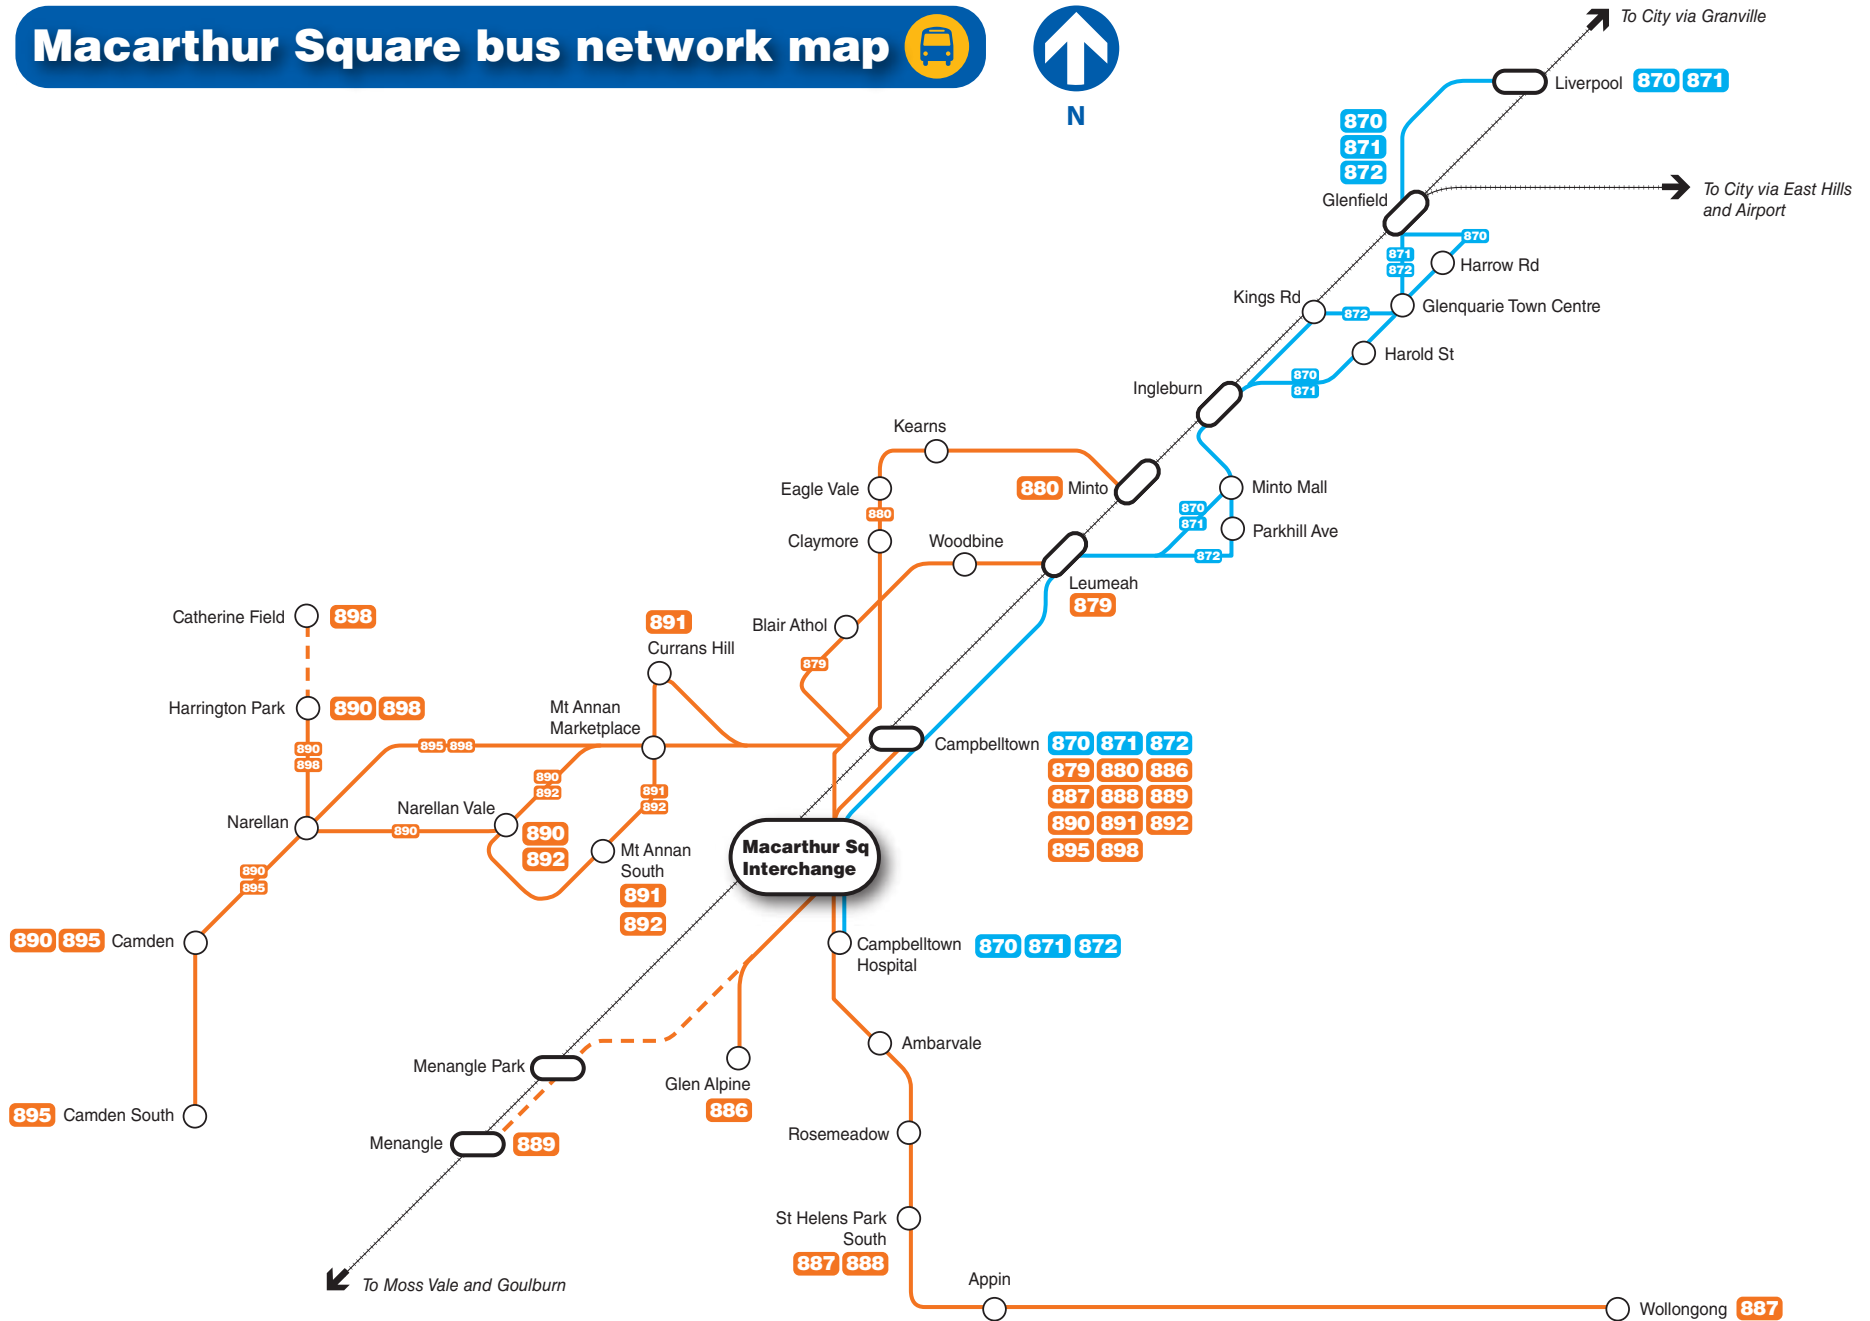 Macarthur Square bus network map
N
To City via Granville
Liverpool 870 871
870
871
872
Glenfield
To City via East Hills
and Airport
870
871
872
Harrow Rd
Kings Rd
872
Glenquarie Town Centre
Harold St
870
871
Ingleburn
Kearns
Eagle Vale
880 Minto
Minto Mall
880
870
871
Claymore
Woodbine
Parkhill Ave
872
Leumeah
879
Catherine Field 898
891
Currans Hill
Blair Athol
879
Harrington Park 890 898
Mt Annan
Marketplace
890
898
895 898
Campbelltown 870 871 872
879 880 886
887 888 889
890 891 892
895 898
890
892
891
892
Narellan Vale
Narellan
890
890
892
Mt Annan
South
891
892
Macarthur Sq
Interchange
890
895
890 895 Camden
Campbelltown
Hospital
870 871 872
Ambarvale
Menangle Park
Glen Alpine
886
895 Camden South
Menangle 889
Rosemeadow
St Helens Park
South
887 888
To Moss Vale and Goulburn
Appin
Wollongong 887